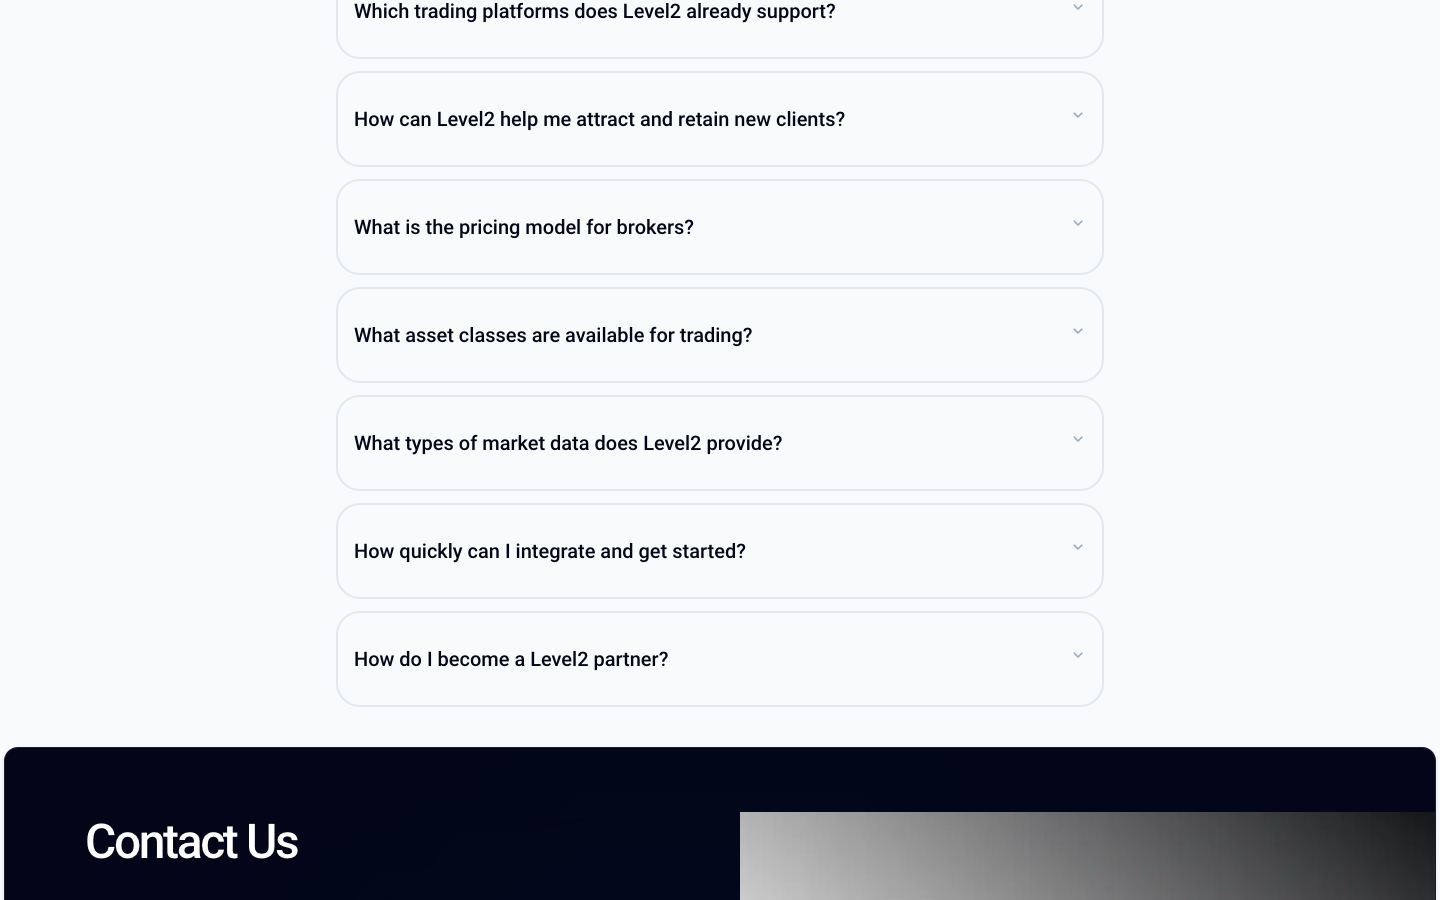 Which trading platforms does Level2 already support?
How can Level2 help me attract and retain new clients?
What is the pricing model for brokers?
What asset classes are available for trading?
What types of market data does Level2 provide?
How quickly can I integrate and get started?
How do I become a Level2 partner?
Contact Us